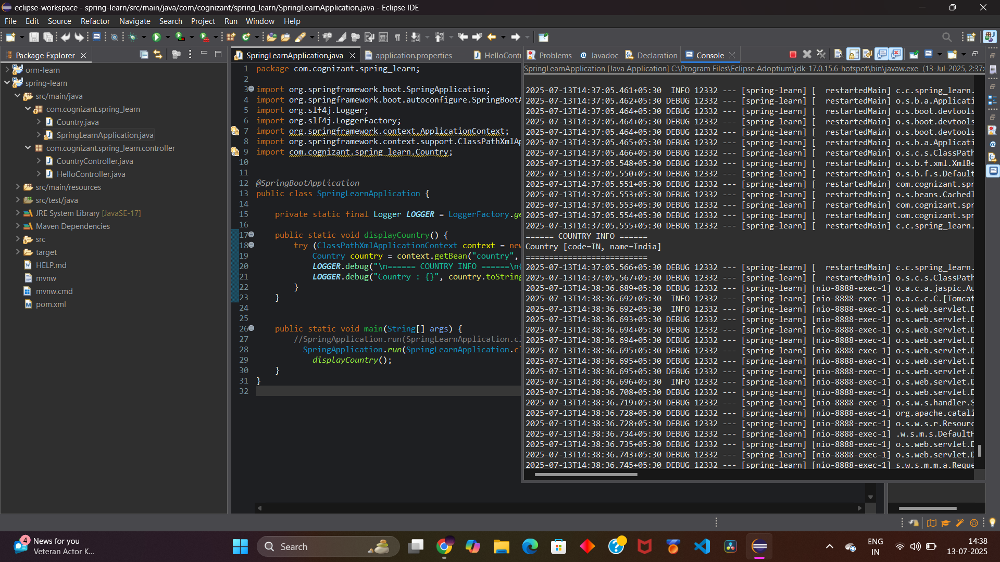 eclipse-workspace - spring-learn/src/main/java/com/cognizant/spring_learn/SpringLearnApplication.java - Eclipse IDE
File Edit Source Refactor Navigate Search Project Run Window Help
Package Explorer
orm-learn
spring-learn
src/main/java
com.cognizant.spring_learn
Country.java
SpringLearnApplication.java
com.cognizant.spring_learn.controller
CountryController.java
HelloController.java
src/main/resources
src/test/java
JRE System Library [JavaSE-17]
Maven Dependencies
src
target
HELP.md
mvnw
mvnw.cmd
pom.xml
SpringLearnApplication.java application.properties HelloContr
1 package com.cognizant.spring_learn;
2
3 import org.springframework.boot.SpringApplication;
4 import org.springframework.boot.autoconfigure.SpringBootA
5 import org.slf4j.Logger;
6 import org.slf4j.LoggerFactory;
7 import org.springframework.context.ApplicationContext;
8 import org.springframework.context.support.ClassPathXmlAp
9 import com.cognizant.spring_learn.Country;
10
11
12 @SpringBootApplication
13 public class SpringLearnApplication {
14
15 private static final Logger LOGGER = LoggerFactory.ge
16
17 public static void displayCountry() {
18 try (ClassPathXmlApplicationContext context = new
19 Country country = context.getBean("country",
20 LOGGER.debug("\n====== COUNTRY INFO ======\n{
21 LOGGER.debug("Country : {}", country.toString
22 }
23 }
24
25
26 public static void main(String[] args) {
27 //SpringApplication.run(SpringLearnApplication.cl
28 SpringApplication.run(SpringLearnApplication.cl
29 displayCountry();
30 }
31 }
32
Problems Javadoc Declaration Console
SpringLearnApplication [Java Application] C:\Program Files\Eclipse Adoptium\jdk-17.0.15.6-hotspot\bin\javaw.exe (13-Jul-2025, 2:37:
2025-07-13T14:37:05.461+05:30 INFO 12332 --- [spring-learn] [ restartedMain] c.c.spring_learn.
2025-07-13T14:37:05.462+05:30 DEBUG 12332 --- [spring-learn] [ restartedMain] o.s.b.a.Applicati
2025-07-13T14:37:05.464+05:30 DEBUG 12332 --- [spring-learn] [ restartedMain] o.s.boot.devtools
2025-07-13T14:37:05.464+05:30 DEBUG 12332 --- [spring-learn] [ restartedMain] o.s.boot.devtools
2025-07-13T14:37:05.464+05:30 DEBUG 12332 --- [spring-learn] [ restartedMain] o.s.boot.devtools
2025-07-13T14:37:05.465+05:30 DEBUG 12332 --- [spring-learn] [ restartedMain] o.s.b.a.Applicati
2025-07-13T14:37:05.466+05:30 DEBUG 12332 --- [spring-learn] [ restartedMain] o.s.c.s.ClassPath
2025-07-13T14:37:05.548+05:30 DEBUG 12332 --- [spring-learn] [ restartedMain] o.s.b.f.xml.XmlBe
2025-07-13T14:37:05.550+05:30 DEBUG 12332 --- [spring-learn] [ restartedMain] o.s.b.f.s.Default
2025-07-13T14:37:05.551+05:30 DEBUG 12332 --- [spring-learn] [ restartedMain] com.cognizant.spr
2025-07-13T14:37:05.553+05:30 DEBUG 12332 --- [spring-learn] [ restartedMain] o.s.beans.CachedI
2025-07-13T14:37:05.553+05:30 DEBUG 12332 --- [spring-learn] [ restartedMain] com.cognizant.spr
2025-07-13T14:37:05.554+05:30 DEBUG 12332 --- [spring-learn] [ restartedMain] com.cognizant.spr
2025-07-13T14:37:05.555+05:30 DEBUG 12332 --- [spring-learn] [ restartedMain] c.c.spring_learn.
====== COUNTRY INFO ======
Country [code=IN, name=India]
==========================
2025-07-13T14:37:05.566+05:30 DEBUG 12332 --- [spring-learn] [ restartedMain] c.c.spring_learn.
2025-07-13T14:37:05.567+05:30 DEBUG 12332 --- [spring-learn] [ restartedMain] o.s.c.s.ClassPath
2025-07-13T14:38:36.689+05:30 DEBUG 12332 --- [spring-learn] [nio-8888-exec-1] o.a.c.a.jaspic.Au
2025-07-13T14:38:36.692+05:30 INFO 12332 --- [spring-learn] [nio-8888-exec-1] o.a.c.c.C.[Tomcat
2025-07-13T14:38:36.692+05:30 INFO 12332 --- [spring-learn] [nio-8888-exec-1] o.s.web.servlet.D
2025-07-13T14:38:36.693+05:30 DEBUG 12332 --- [spring-learn] [nio-8888-exec-1] o.s.web.servlet.D
2025-07-13T14:38:36.694+05:30 DEBUG 12332 --- [spring-learn] [nio-8888-exec-1] o.s.web.servlet.D
2025-07-13T14:38:36.694+05:30 DEBUG 12332 --- [spring-learn] [nio-8888-exec-1] o.s.web.servlet.D
2025-07-13T14:38:36.695+05:30 DEBUG 12332 --- [spring-learn] [nio-8888-exec-1] o.s.web.servlet.D
2025-07-13T14:38:36.695+05:30 DEBUG 12332 --- [spring-learn] [nio-8888-exec-1] o.s.web.servlet.D
2025-07-13T14:38:36.695+05:30 DEBUG 12332 --- [spring-learn] [nio-8888-exec-1] o.s.web.servlet.D
2025-07-13T14:38:36.696+05:30 INFO 12332 --- [spring-learn] [nio-8888-exec-1] o.s.web.servlet.D
2025-07-13T14:38:36.708+05:30 DEBUG 12332 --- [spring-learn] [nio-8888-exec-1] o.s.web.servlet.D
2025-07-13T14:38:36.719+05:30 DEBUG 12332 --- [spring-learn] [nio-8888-exec-1] o.s.w.s.handler.S
2025-07-13T14:38:36.728+05:30 DEBUG 12332 --- [spring-learn] [nio-8888-exec-1] org.apache.catali
2025-07-13T14:38:36.728+05:30 DEBUG 12332 --- [spring-learn] [nio-8888-exec-1] o.s.w.s.r.Resourc
2025-07-13T14:38:36.734+05:30 DEBUG 12332 --- [spring-learn] [nio-8888-exec-1] .w.s.m.s.DefaultH
2025-07-13T14:38:36.735+05:30 DEBUG 12332 --- [spring-learn] [nio-8888-exec-1] o.s.web.servlet.D
2025-07-13T14:38:36.743+05:30 DEBUG 12332 --- [spring-learn] [nio-8888-exec-1] o.s.web.servlet.D
2025-07-13T14:38:36.745+05:30 DEBUG 12332 --- [spring-learn] [nio-8888-exec-1] s.w.s.m.m.a.Reque
4
News for you
Veteran Actor K...
Search
ENG
IN
14:38
13-07-2025